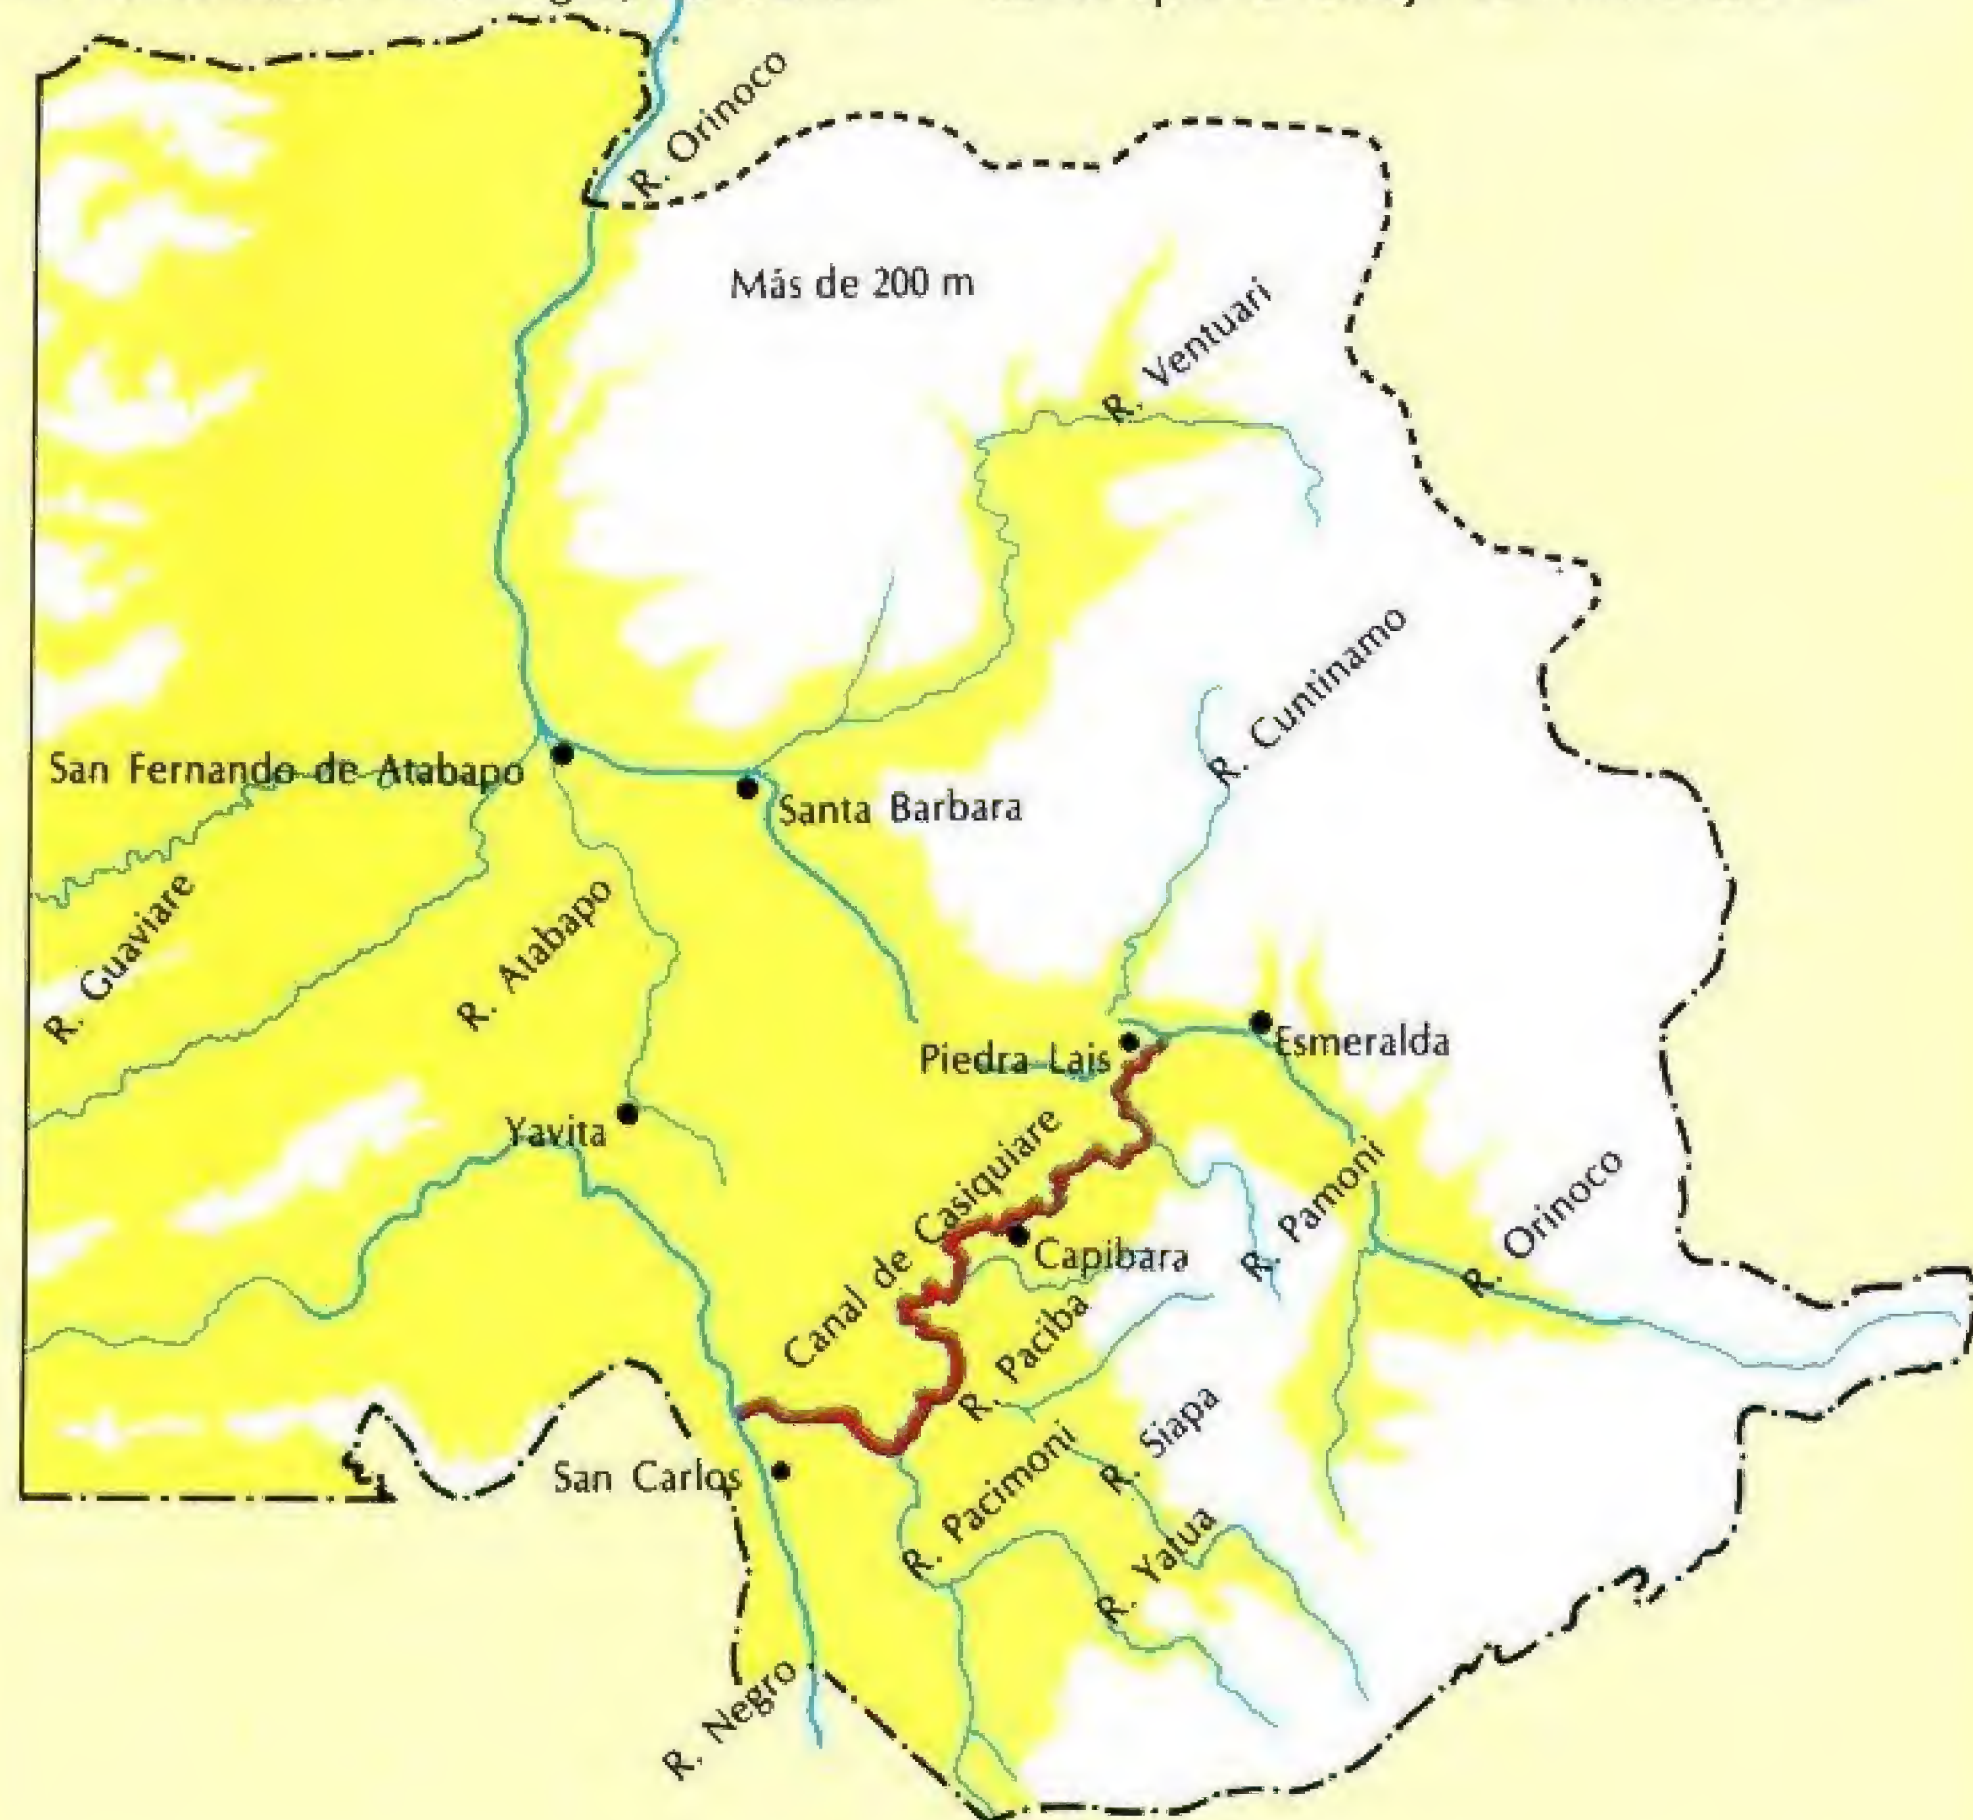 R. Orinoco
Más de 200 m
R. Ventuari
R. Cuntinamo
San Fernando de Atabapo
Santa Barbara
R. Guaviare
R. Atabapo
Piedra Lais
Esmeralda
Yavita
Canal de Casiquiare
R. Pamoni
R. Orinoco
Capibara
R. Paciba
R. Siapa
San Carlos
R. Pacimoni
R. Yatua
R. Negro